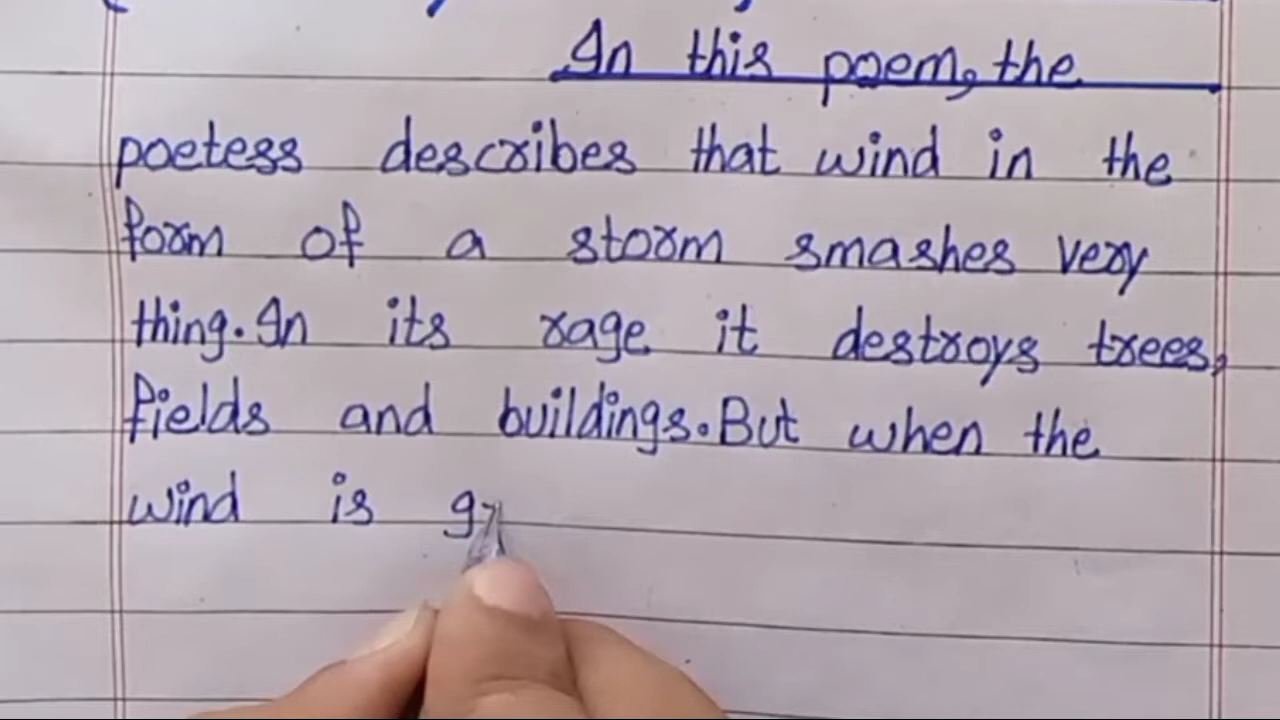 In this poem, the
poetess describes that wind in the
form of a storm smashes very
thing. In its rage it destroys trees,
fields and buildings. But when the
wind is